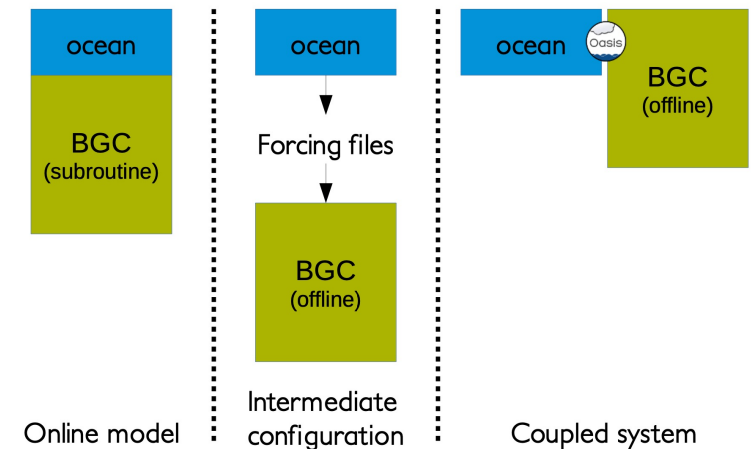 ocean
BGC
(subroutine)
Online model
ocean
Forcing files
BGC
(offline)
Intermediate
configuration
ocean
Oasis
BGC
(offline)
Coupled system